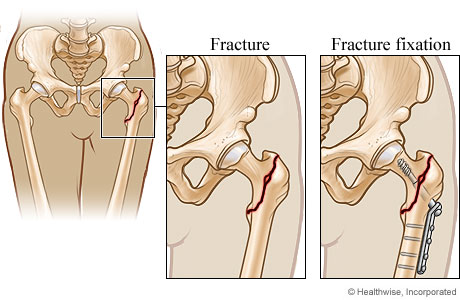 Fracture
Fracture fixation
© Healthwise, Incorporated